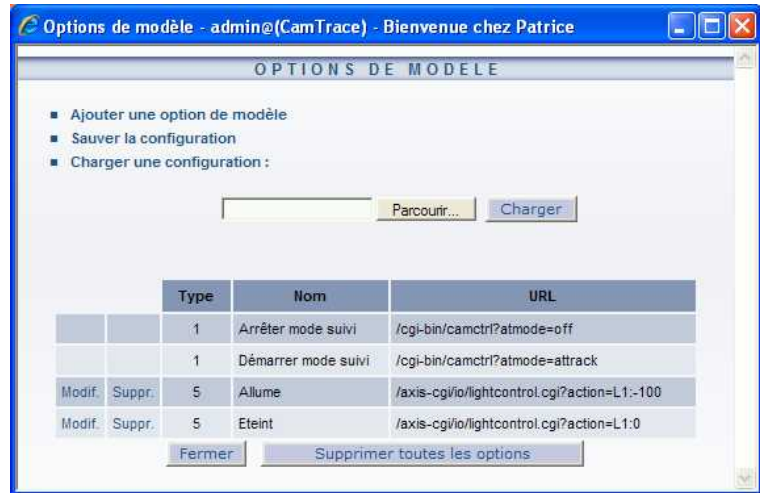 Options de modèle - admin@(CamTrace) - Bienvenue chez Patrice
OPTIONS DE MODELE
Ajouter une option de modèle
Sauver la configuration
Charger une configuration :
Parcourir... Charger
Type Nom URL
1 Arrêter mode suivi /cgi-bin/camctrl?atmode=off
1 Démarrer mode suivi /cgi-bin/camctrl?atmode=attrack
Modif. Suppr. 5 Allume /axis-cgi/io/lightcontrol.cgi?action=L1:-100
Modif. Suppr. 5 Eteint /axis-cgi/io/lightcontrol.cgi?action=L1:0
Fermer Supprimer toutes les options